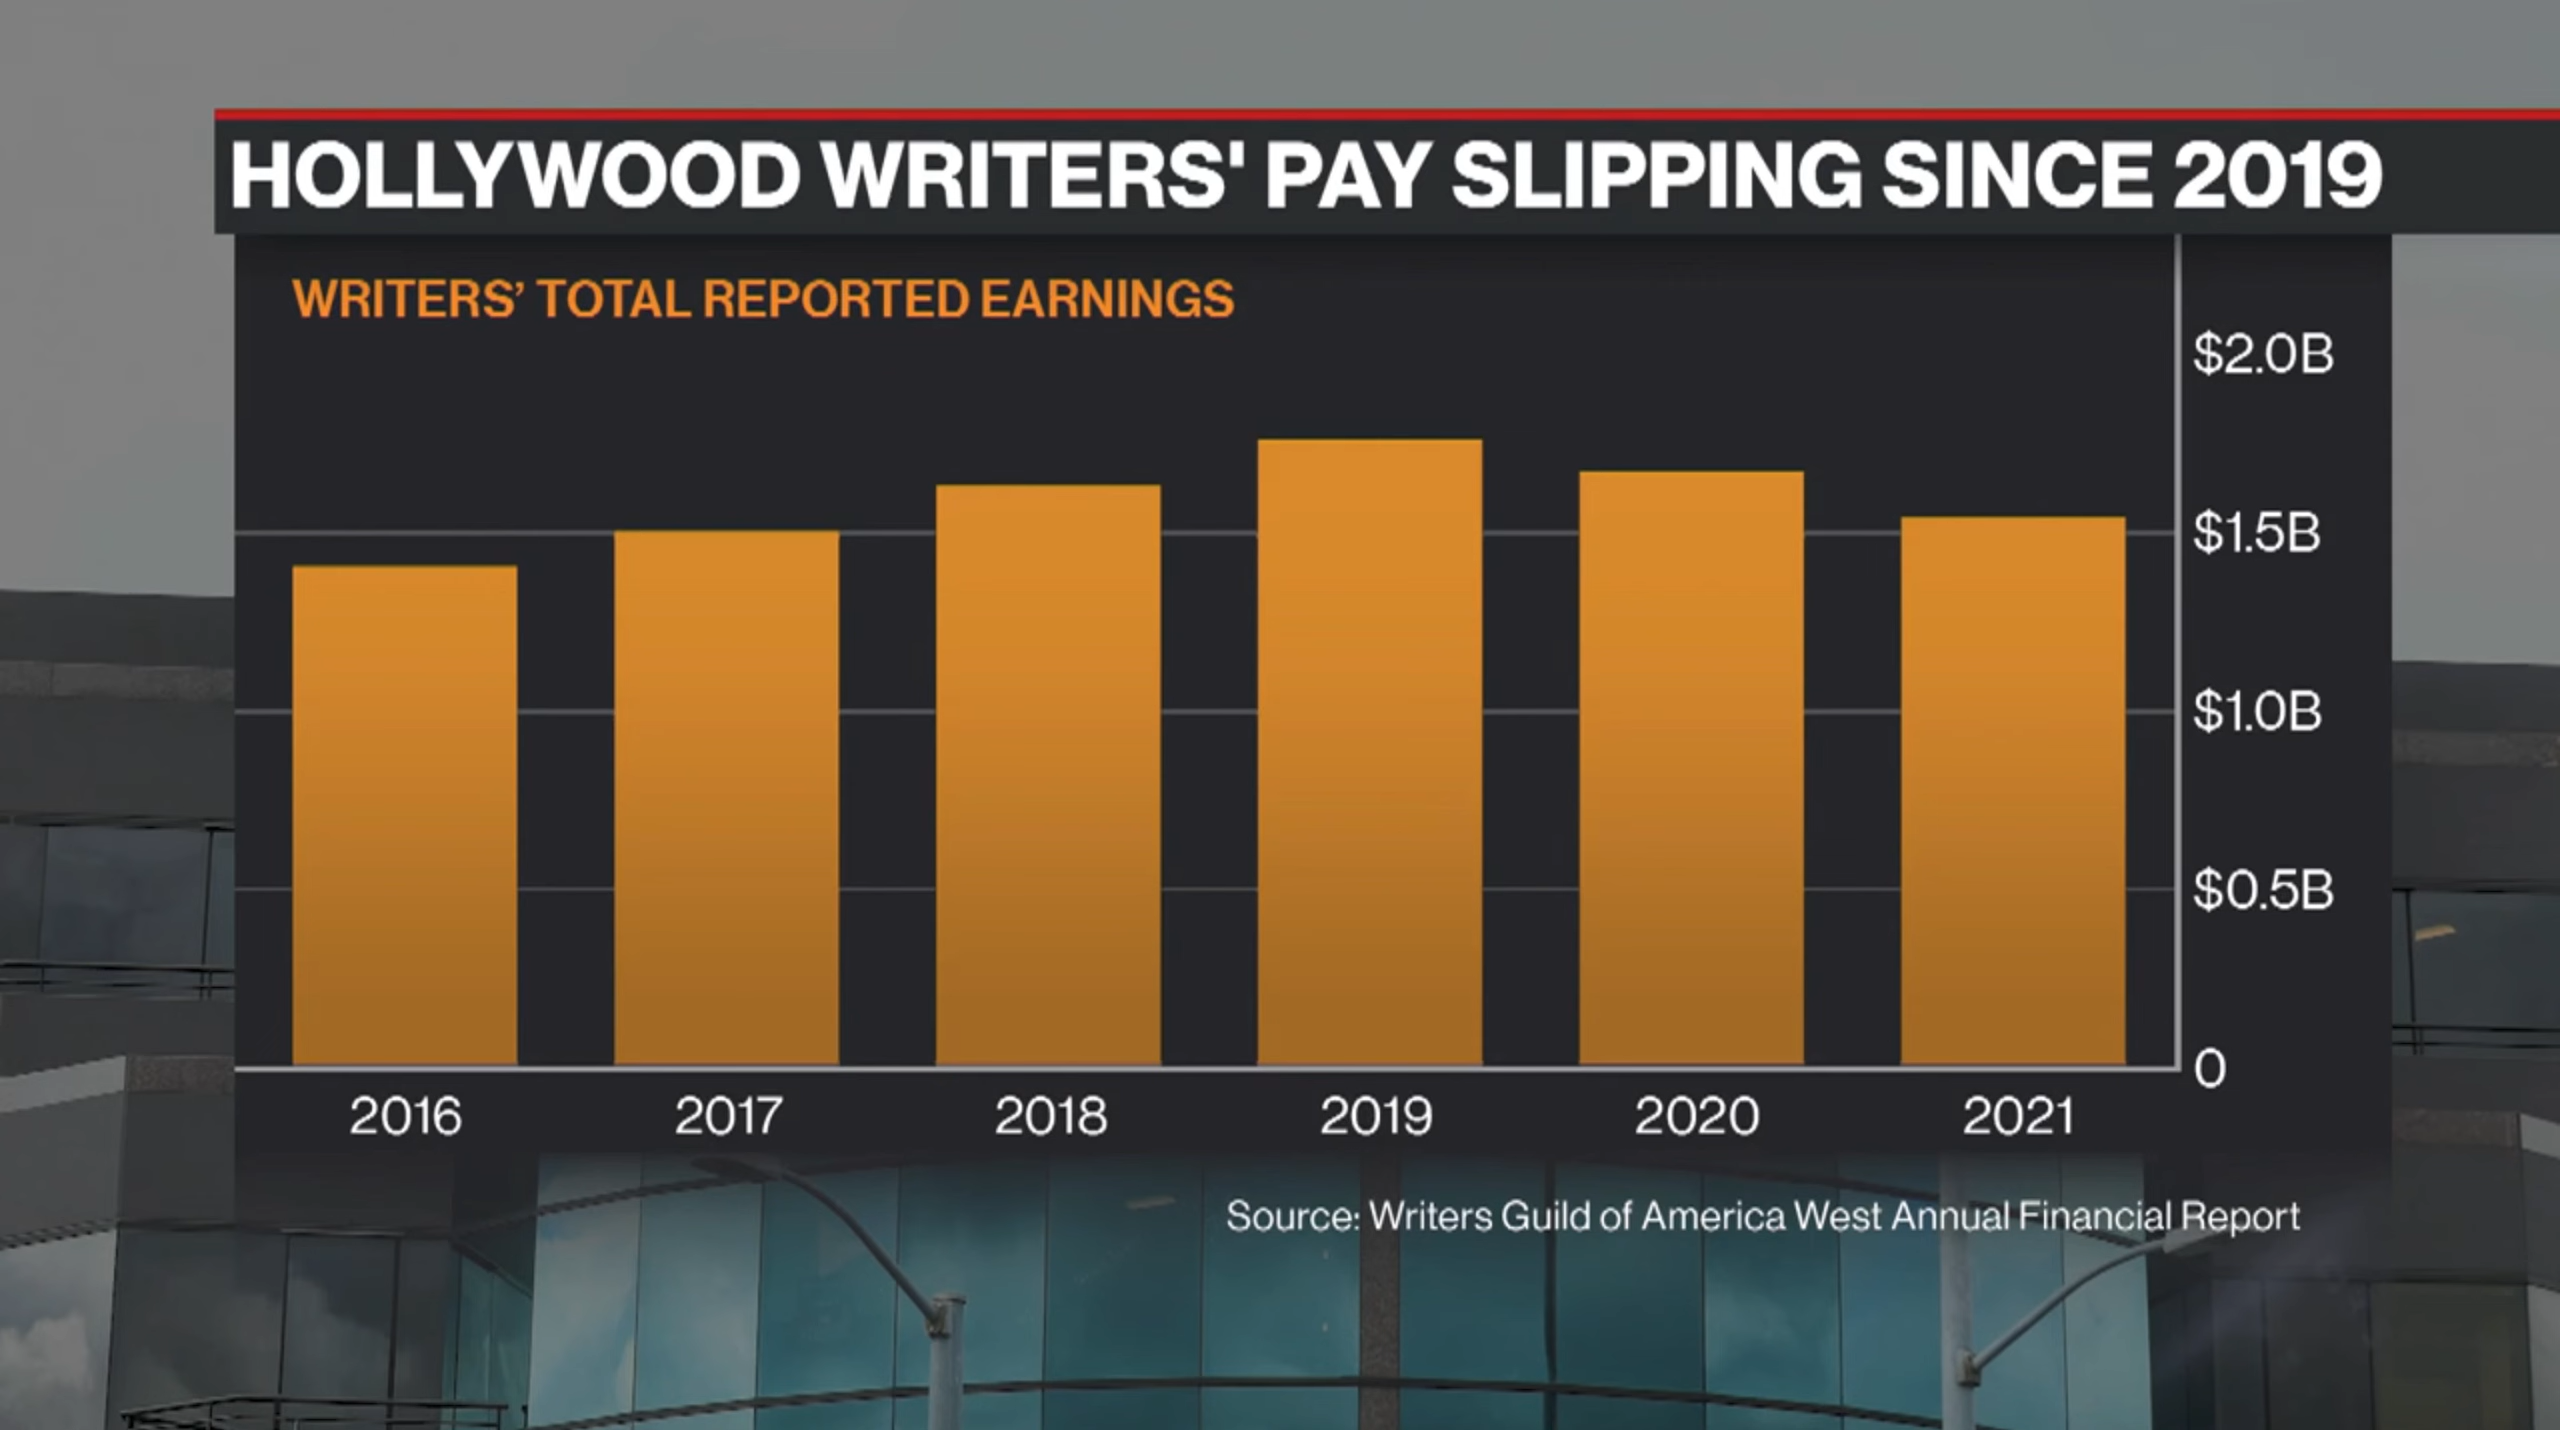 HOLLYWOOD WRITERS' PAY SLIPPING SINCE 2019
WRITERS’ TOTAL REPORTED EARNINGS
$2.0B
$1.5B
$1.0B
$0.5B
0
2016 2017 2018 2019 2020 2021
Source: Writers Guild of America West Annual Financial Report